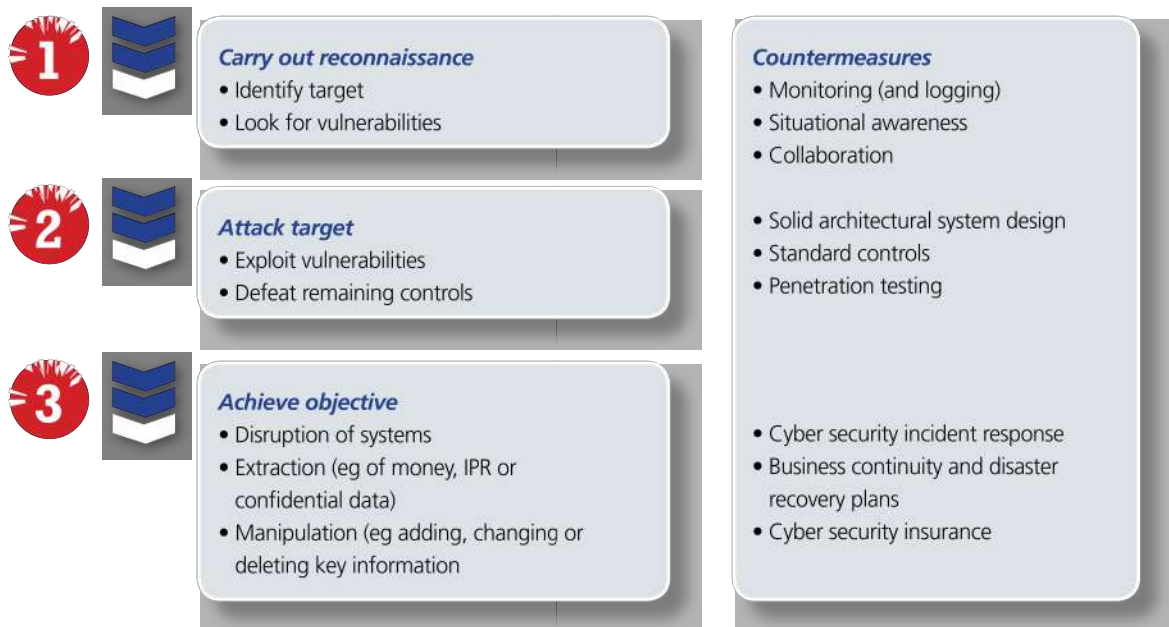 1
Carry out reconnaissance
• Identify target
• Look for vulnerabilities
2
Attack target
• Exploit vulnerabilities
• Defeat remaining controls
3
Achieve objective
• Disruption of systems
• Extraction (eg of money, IPR or
confidential data)
• Manipulation (eg adding, changing or
deleting key information
Countermeasures
• Monitoring (and logging)
• Situational awareness
• Collaboration
• Solid architectural system design
• Standard controls
• Penetration testing
• Cyber security incident response
• Business continuity and disaster
recovery plans
• Cyber security insurance